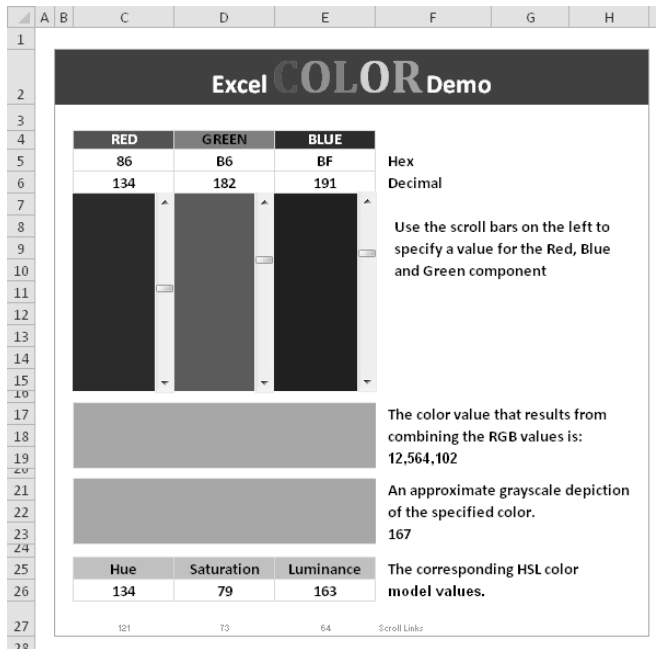 A B C D E F G H
1
2 Excel COLOR Demo
3
4 RED GREEN BLUE
5 86 B6 BF Hex
6 134 182 191 Decimal
7
8 Use the scroll bars on the left to
9 specify a value for the Red, Blue
10 and Green component
11
12
13
14
15
16
17 The color value that results from
18 combining the RGB values is:
19 12,564,102
20
21 An approximate grayscale depiction
22 of the specified color.
23 167
24
25 Hue Saturation Luminance The corresponding HSL color
26 134 79 163 model values.
27 121 73 64 Scroll Links
28